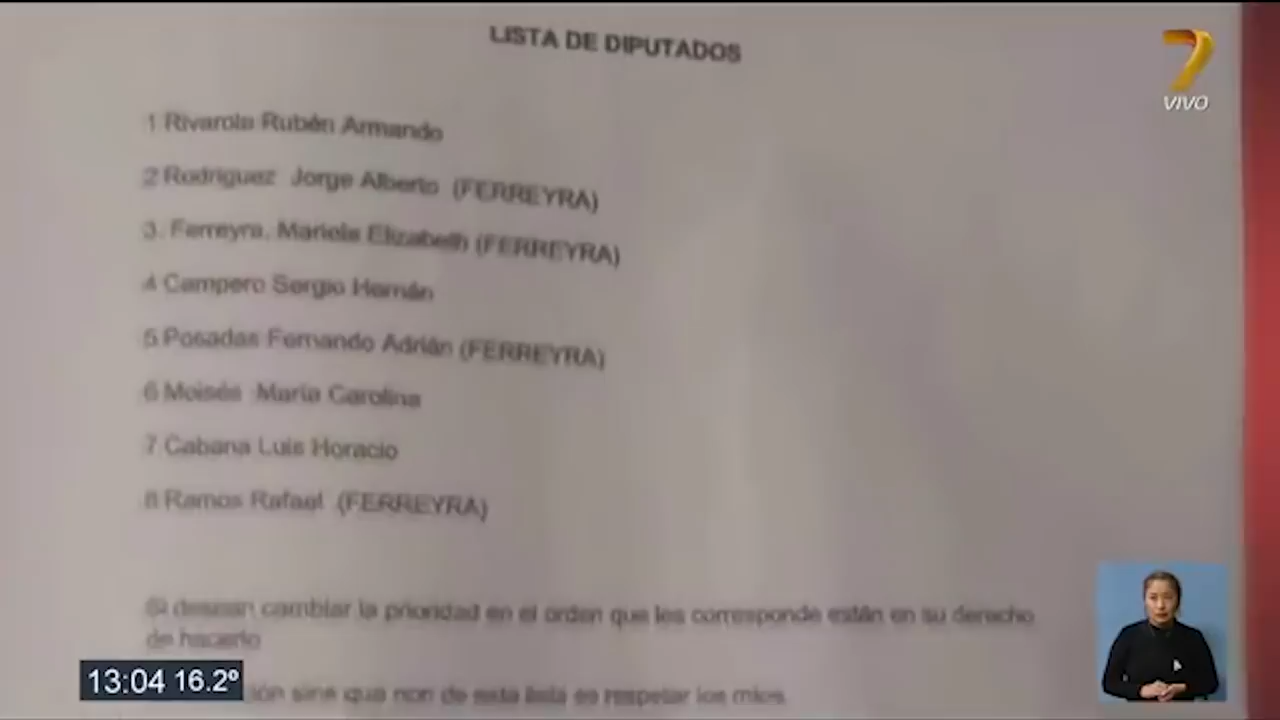 LISTA DE DIPUTADOS
7
VIVO
1 Rivarola Rubén Armando
2 Rodriguez Jorge Alberto (FERREYRA)
3. Ferreyra, Mariela Elizabeth (FERREYRA)
4 Campero Sergio Hernán
5 Posadas Fernando Adrián (FERREYRA)
6 Moisés María Carolina
7 Cabana Luis Horacio
8 Ramos Rafael (FERREYRA)
Si desean cambiar la prioridad en el orden que les corresponde están en su derecho
de hacerlo
13:04 16.2º
ión sine qua non de esta lista es respetar los míos.